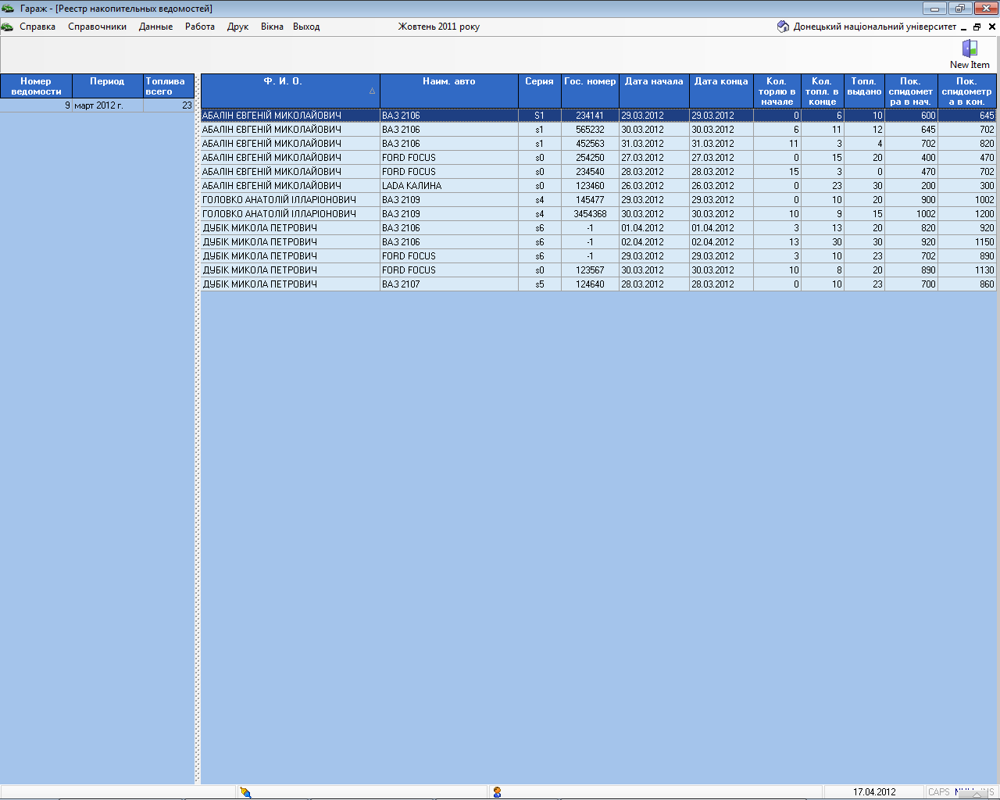 Гараж - [Реестр накопительных ведомостей]
Справка Справочники Данные Работа Друк Вікна Выход Жовтень 2011 року Донецький національний університет
New Item
Номер ведомости Период Топлива всего
9 март 2012 г. 23
Ф. И. О. Наим. авто Серия Гос. номер Дата начала Дата конца Кол. торлю в начале Кол. топл. в конце Топл. выдано Пок. спидомет ра в нач. Пок. спидометр а в кон.
АБАЛІН ЄВГЕНІЙ МИКОЛАЙОВИЧ ВАЗ 2106 S1 234141 29.03.2012 29.03.2012 0 6 10 600 645
АБАЛІН ЄВГЕНІЙ МИКОЛАЙОВИЧ ВАЗ 2106 s1 565232 30.03.2012 30.03.2012 6 11 12 645 702
АБАЛІН ЄВГЕНІЙ МИКОЛАЙОВИЧ ВАЗ 2106 s1 452563 31.03.2012 31.03.2012 11 3 4 702 820
АБАЛІН ЄВГЕНІЙ МИКОЛАЙОВИЧ FORD FOCUS s0 254250 27.03.2012 27.03.2012 0 15 20 400 470
АБАЛІН ЄВГЕНІЙ МИКОЛАЙОВИЧ FORD FOCUS s0 234540 28.03.2012 28.03.2012 15 3 0 470 702
АБАЛІН ЄВГЕНІЙ МИКОЛАЙОВИЧ LADA КАЛИНА s0 123460 26.03.2012 26.03.2012 0 23 30 200 300
ГОЛОВКО АНАТОЛІЙ ІЛЛАРІОНОВИЧ ВАЗ 2109 s4 145477 29.03.2012 29.03.2012 0 10 20 900 1002
ГОЛОВКО АНАТОЛІЙ ІЛЛАРІОНОВИЧ ВАЗ 2109 s4 3454368 30.03.2012 30.03.2012 10 9 15 1002 1200
ДУБІК МИКОЛА ПЕТРОВИЧ ВАЗ 2106 s6 -1 01.04.2012 01.04.2012 3 13 20 820 920
ДУБІК МИКОЛА ПЕТРОВИЧ ВАЗ 2106 s6 -1 02.04.2012 02.04.2012 13 30 30 920 1150
ДУБІК МИКОЛА ПЕТРОВИЧ FORD FOCUS s6 -1 29.03.2012 29.03.2012 3 10 23 702 890
ДУБІК МИКОЛА ПЕТРОВИЧ FORD FOCUS s0 123567 30.03.2012 30.03.2012 10 8 20 890 1130
ДУБІК МИКОЛА ПЕТРОВИЧ ВАЗ 2107 s5 124640 28.03.2012 28.03.2012 0 10 23 700 860
17.04.2012 CAPS